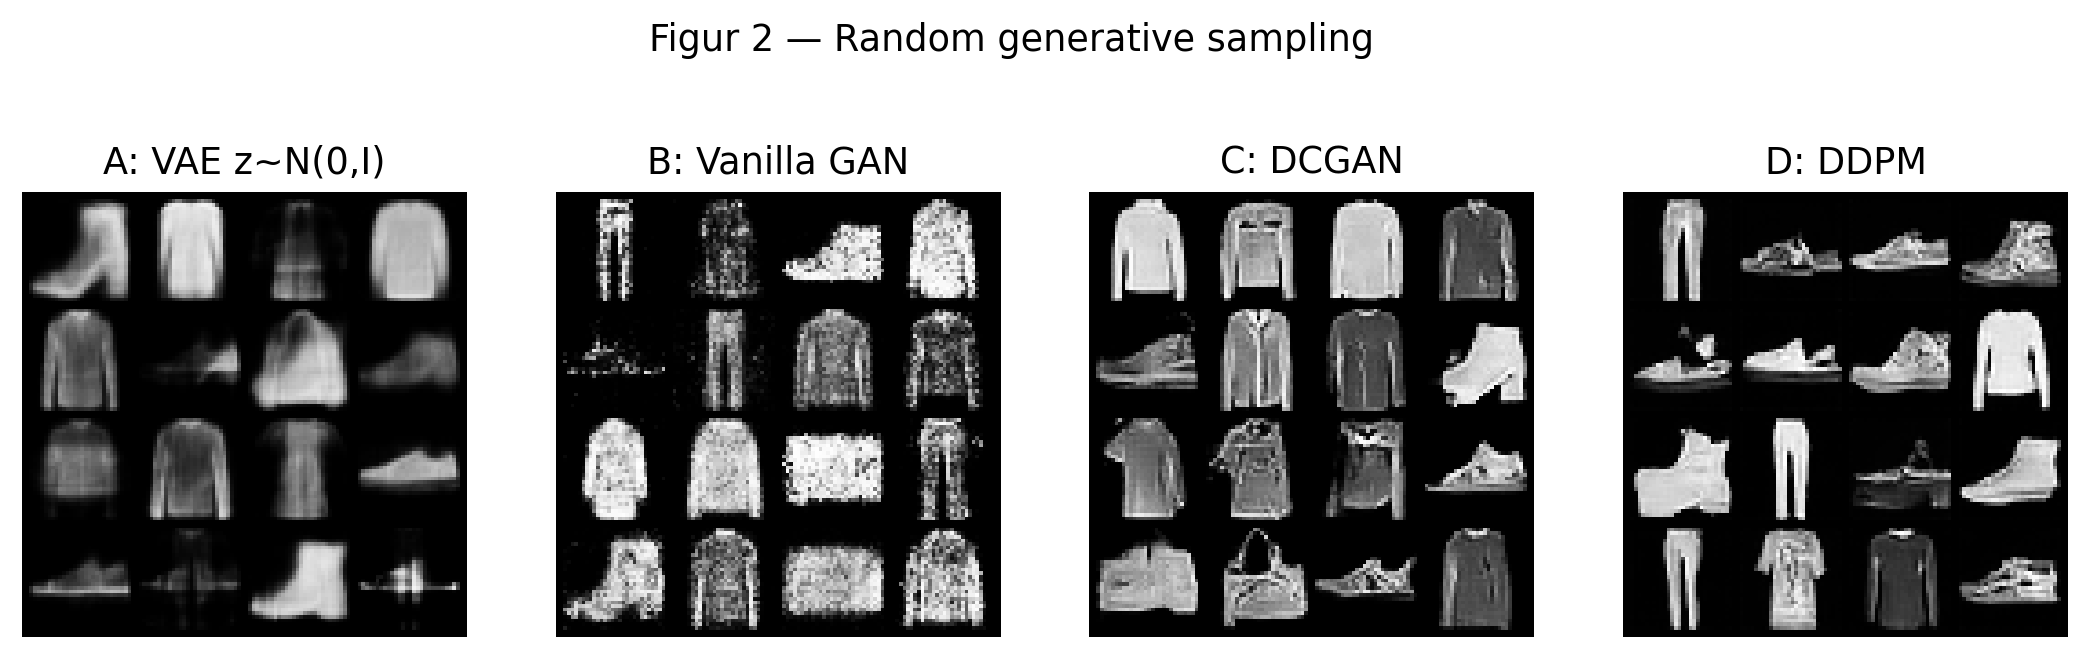 Figur 2 — Random generative sampling
A: VAE z~N(0,I)
B: Vanilla GAN
C: DCGAN
D: DDPM